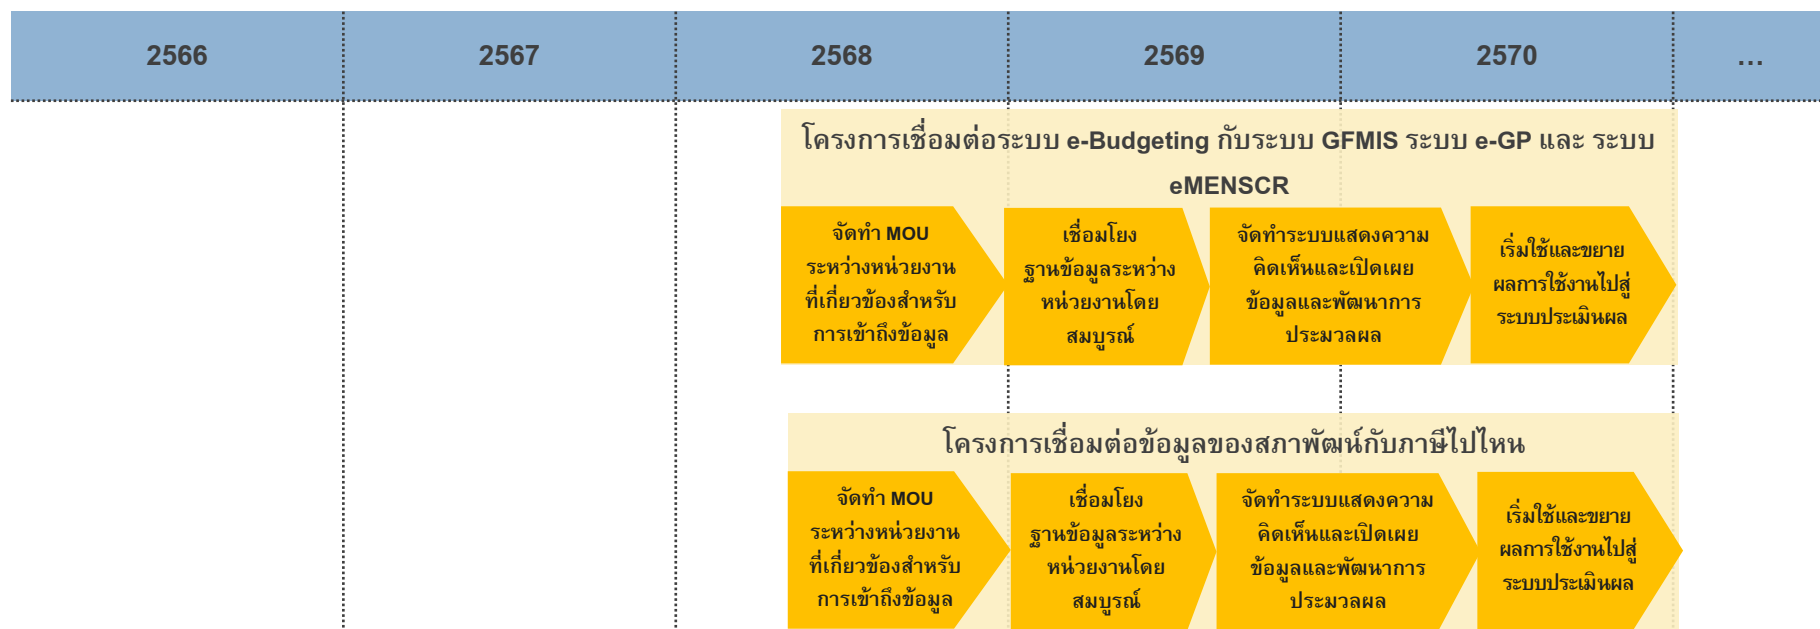 2566 2567 2568 2569 2570 ...
โครงการเชื่อมต่อระบบ e-Budgeting กับระบบ GFMIS ระบบ e-GP และ ระบบ
eMENSCR
จัดทำ MOU
ระหว่างหน่วยงาน
ที่เกี่ยวข้องสำหรับ
การเข้าถึงข้อมูล
เชื่อมโยง
ฐานข้อมูลระหว่าง
หน่วยงานโดย
สมบูรณ์
จัดทำระบบแสดงความ
คิดเห็นและเปิดเผย
ข้อมูลและพัฒนาการ
ประมวลผล
เริ่มใช้และขยาย
ผลการใช้งานไปสู่
ระบบประเมินผล
โครงการเชื่อมต่อข้อมูลของสภาพัฒน์กับภาษีไปไหน
จัดทำ MOU
ระหว่างหน่วยงาน
ที่เกี่ยวข้องสำหรับ
การเข้าถึงข้อมูล
เชื่อมโยง
ฐานข้อมูลระหว่าง
หน่วยงานโดย
สมบูรณ์
จัดทำระบบแสดงความ
คิดเห็นและเปิดเผย
ข้อมูลและพัฒนาการ
ประมวลผล
เริ่มใช้และขยาย
ผลการใช้งานไปสู่
ระบบประเมินผล